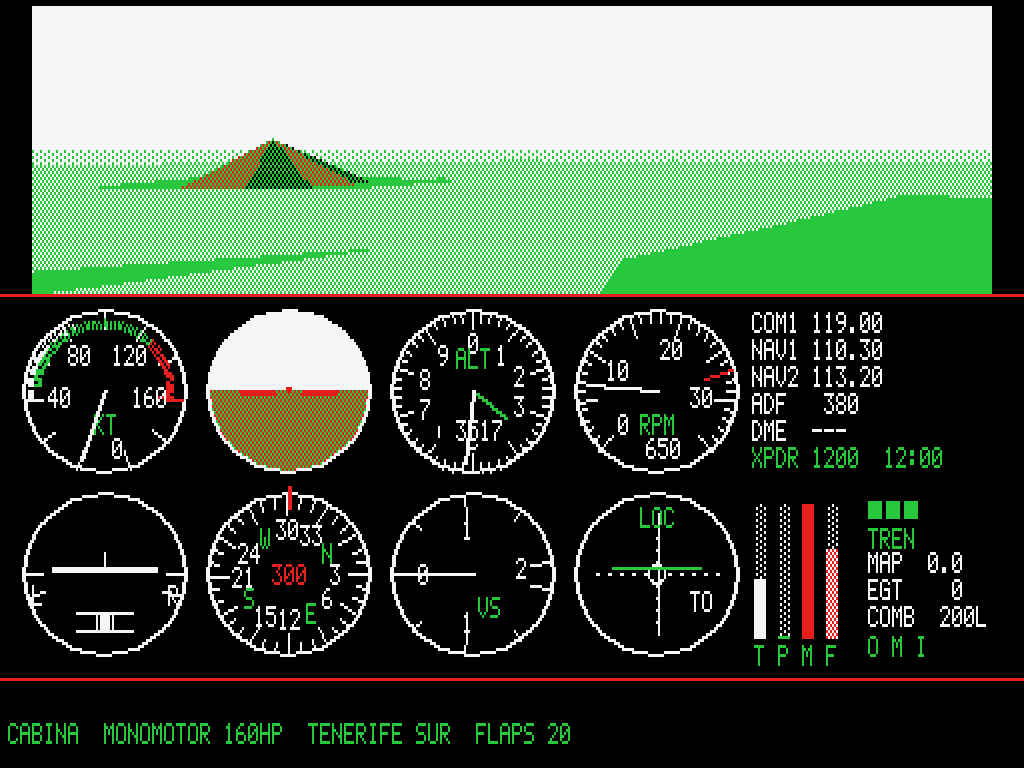 80 120
40 160
KT
0
0
9 ALT 1
8 2
7 3
3617
20
10
30
0 RPM
650
COM1 119.00
NAV1 110.30
NAV2 113.20
ADF 380
DME ---
XPDR 1200 12:00
L R
30 33
W N
24 3
21 300 6
S E
15 12
1
0 2
VS
1
LOC
TO
T P M F
TREN
MAP 0.0
EGT 0
COMB 200L
O M I
CABINA MONOMOTOR 160HP TENERIFE SUR FLAPS 20